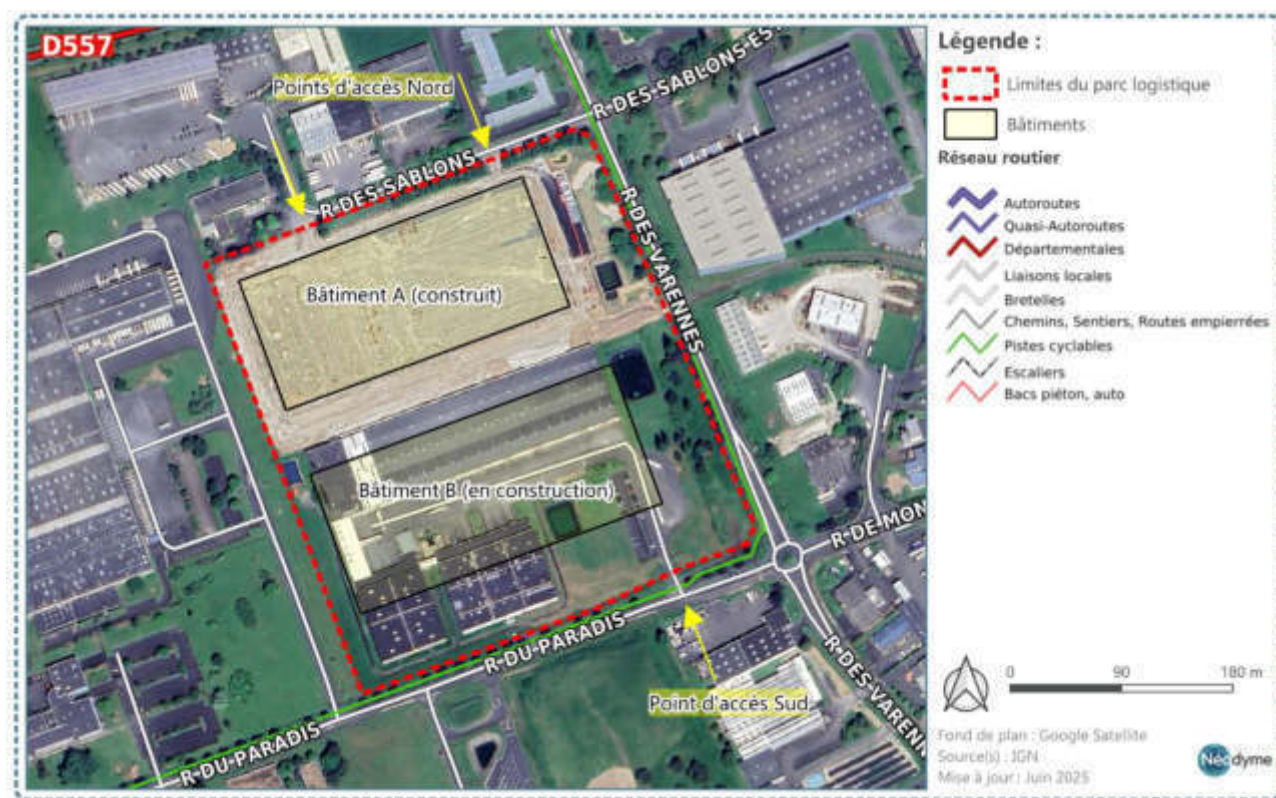 D557
Points d'accès Nord
R DES SABLONS ES
R DES SABLONS
R DES VARENNES
Bâtiment A (construit)
Bâtiment B (en construction)
R DE MON
R DU PARADIS
Point d'accès Sud
R DES VARENN
R DU PARADIS
Légende :
Limites du parc logistique
Bâtiments
Réseau routier
Autoroutes
Quasi-Autoroutes
Départementales
Liaisons locales
Bretelles
Chemins, Sentiers, Routes empierrées
Pistes cyclables
Escaliers
Bacs piéton, auto
0 90 180 m
Fond de plan : Google Satellite
Source(s) : IGN
Mise à jour : Juin 2025
Néodyme